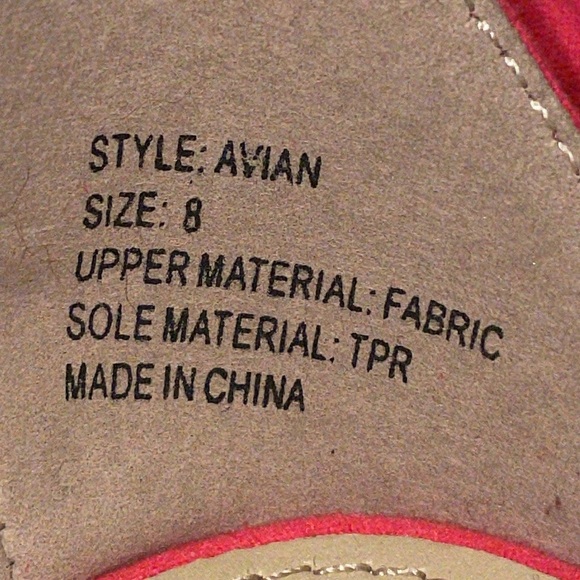 STYLE: AVIAN
SIZE: 8
UPPER MATERIAL: FABRIC
SOLE MATERIAL: TPR
MADE IN CHINA